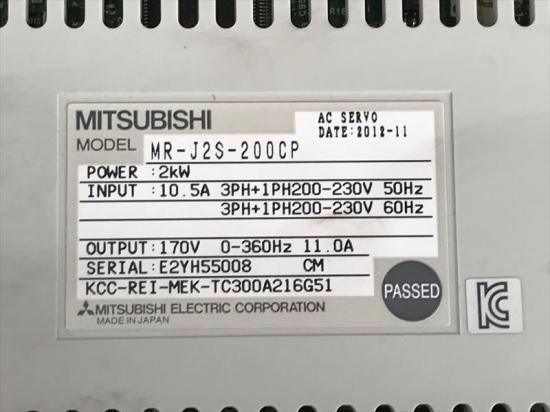 MITSUBISHI
AC SERVO
DATE:2012-11
MODEL MR-J2S-200CP
POWER :2kW
INPUT :10.5A 3PH+1PH200-230V 50Hz
3PH+1PH200-230V 60Hz
OUTPUT:170V 0-360Hz 11.0A
SERIAL:E2YH55008 CM
KCC-REI-MEK-TC300A216G51
PASSED
MITSUBISHI ELECTRIC CORPORATION
MADE IN JAPAN